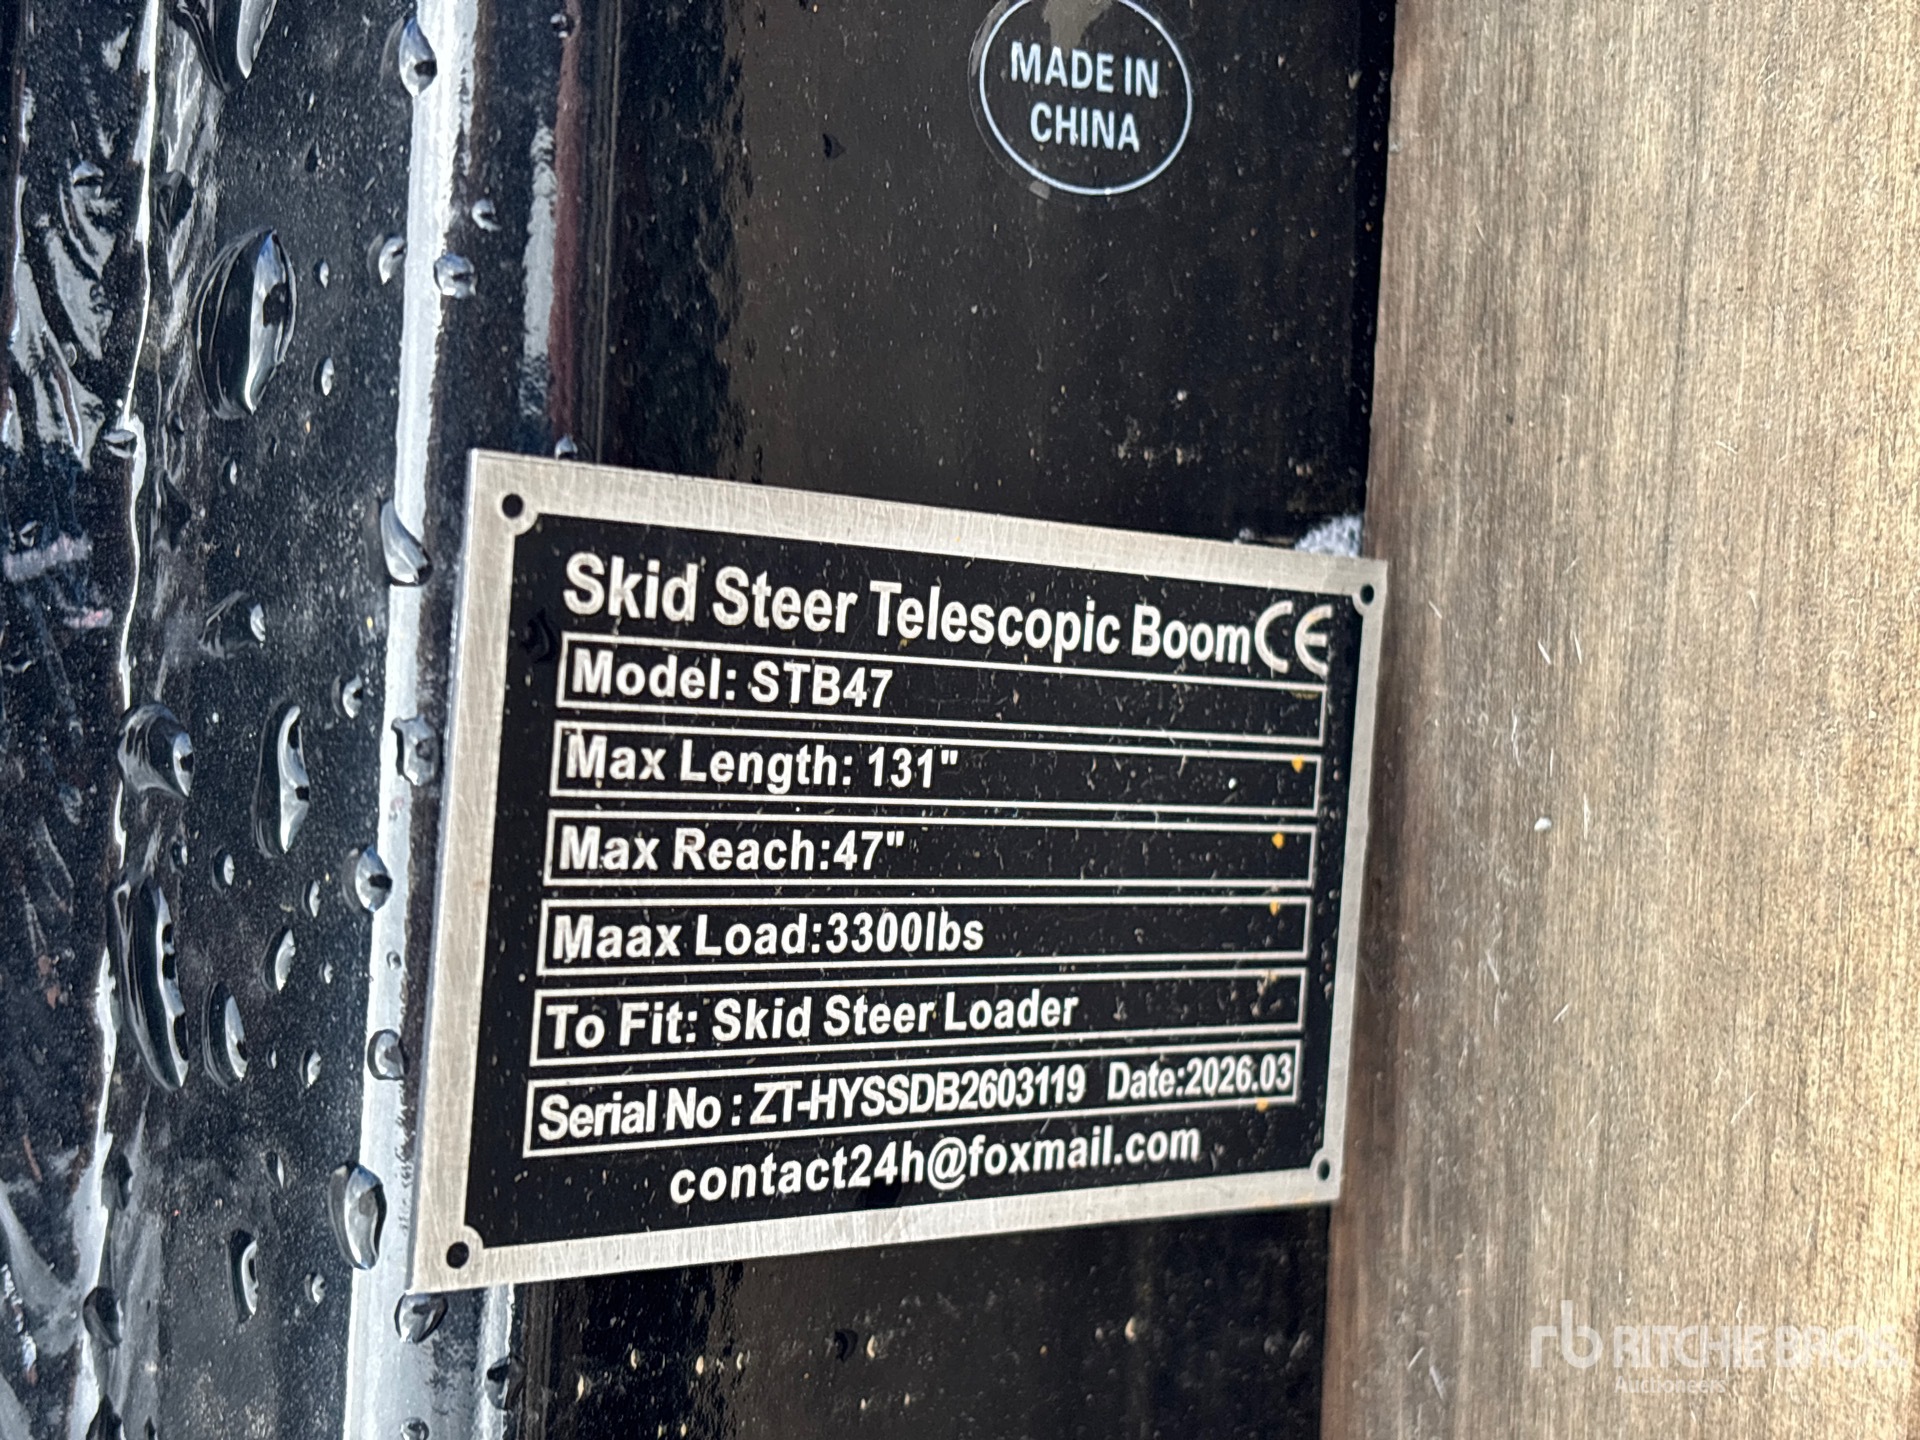 MADE IN
CHINA
Skid Steer Telescopic Boom CE
Model: STB47
Max Length: 131"
Max Reach:47"
Maax Load:3300lbs
To Fit: Skid Steer Loader
Serial No : ZT-HYSSDB2603119 Date:2026.03
contact24h@foxmail.com
rb RITCHIE BROS.
Auctioneers